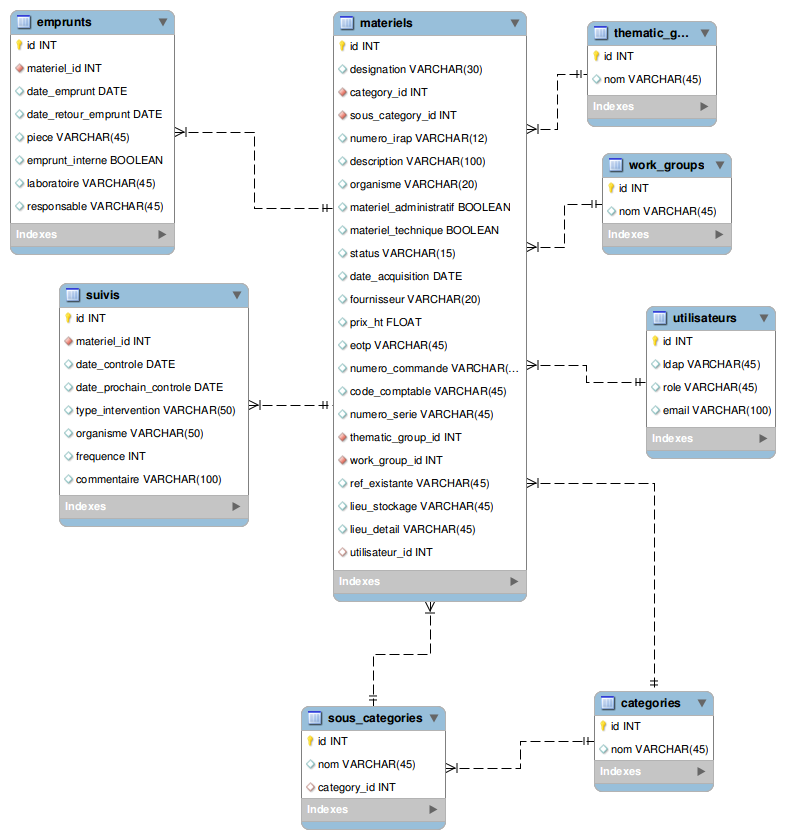 emprunts
id INT
materiel_id INT
date_emprunt DATE
date_retour_emprunt DATE
piece VARCHAR(45)
emprunt_interne BOOLEAN
laboratoire VARCHAR(45)
responsable VARCHAR(45)
Indexes
suivis
id INT
materiel_id INT
date_controle DATE
date_prochain_controle DATE
type_intervention VARCHAR(50)
organisme VARCHAR(50)
frequence INT
commentaire VARCHAR(100)
Indexes
materiels
id INT
designation VARCHAR(30)
category_id INT
sous_category_id INT
numero_irap VARCHAR(12)
description VARCHAR(100)
organisme VARCHAR(20)
materiel_administratif BOOLEAN
materiel_technique BOOLEAN
status VARCHAR(15)
date_acquisition DATE
fournisseur VARCHAR(20)
prix_ht FLOAT
eotp VARCHAR(45)
numero_commande VARCHAR(...
code_comptable VARCHAR(45)
numero_serie VARCHAR(45)
thematic_group_id INT
work_group_id INT
ref_existante VARCHAR(45)
lieu_stockage VARCHAR(45)
lieu_detail VARCHAR(45)
utilisateur_id INT
Indexes
thematic_g...
id INT
nom VARCHAR(45)
Indexes
work_groups
id INT
nom VARCHAR(45)
Indexes
utilisateurs
id INT
ldap VARCHAR(45)
role VARCHAR(45)
email VARCHAR(100)
Indexes
sous_categories
id INT
nom VARCHAR(45)
category_id INT
Indexes
categories
id INT
nom VARCHAR(45)
Indexes